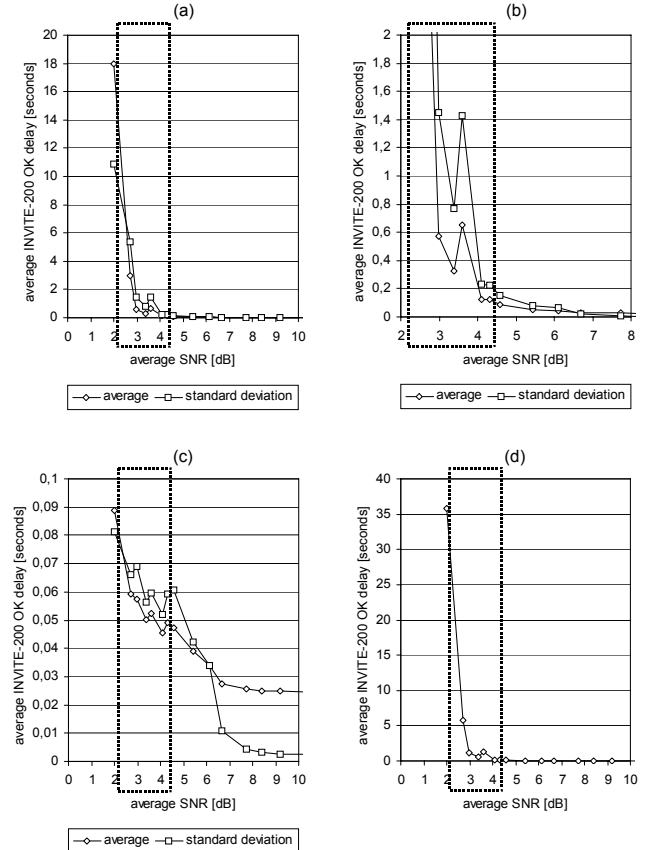 (a)
average INVITE-200 OK delay [seconds]
20
18
16
14
12
10
8
6
4
2
0
0 1 2 3 4 5 6 7 8 9 10
average SNR [dB]
average standard deviation
(b)
average INVITE-200 OK delay [seconds]
2
1,8
1,6
1,4
1,2
1
0,8
0,6
0,4
0,2
0
2 3 4 5 6 7 8
average SNR [dB]
average standard deviation
(c)
average INVITE-200 OK delay [seconds]
0,1
0,09
0,08
0,07
0,06
0,05
0,04
0,03
0,02
0,01
0
0 1 2 3 4 5 6 7 8 9 10
average SNR [dB]
average standard deviation
(d)
average INVITE-200 OK delay [seconds]
40
35
30
25
20
15
10
5
0
0 1 2 3 4 5 6 7 8 9 10
average SNR [dB]